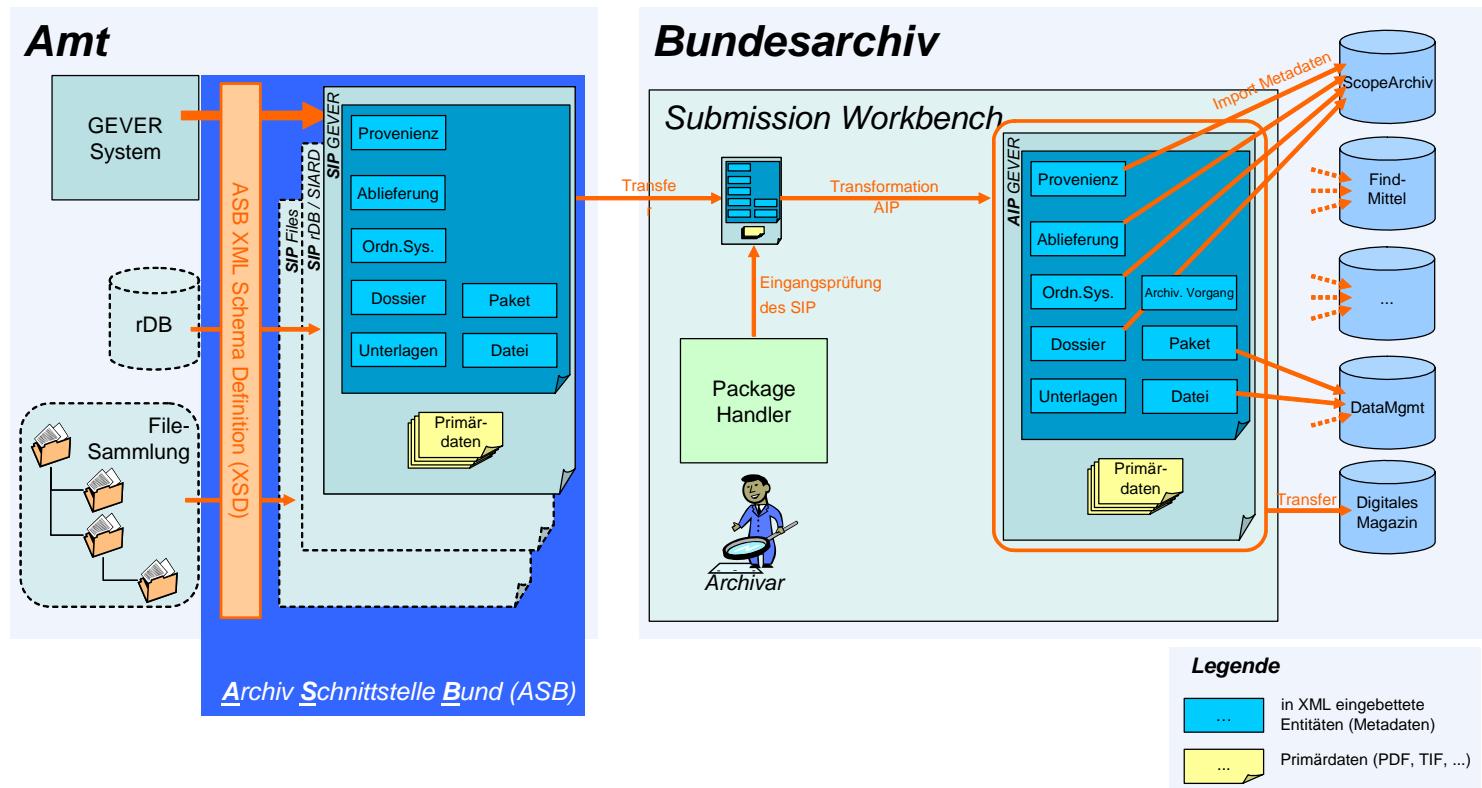 Amt
GEVER
System
rDB
File-
Sammlung
ASB XML Schema Definition (XSD)
SIP Files
SIP rDB / SIARD
SIP GEVER
Provenienz
Ablieferung
Ordn.Sys.
Dossier
Paket
Unterlagen
Datei
Primär-
daten
Archiv Schnittstelle Bund (ASB)
Transfe
r
Bundesarchiv
Submission Workbench
Transformation
AIP
Eingangsprüfung
des SIP
Package
Handler
Archivar
AIP GEVER
Provenienz
Ablieferung
Ordn.Sys.
Archiv. Vorgang
Dossier
Paket
Unterlagen
Datei
Primär-
daten
Import Metadaten
Transfer
ScopeArchiv
Find-
Mittel
...
DataMgmt
Digitales
Magazin
Legende
...
in XML eingebettete
Entitäten (Metadaten)
...
Primärdaten (PDF, TIF, ...)